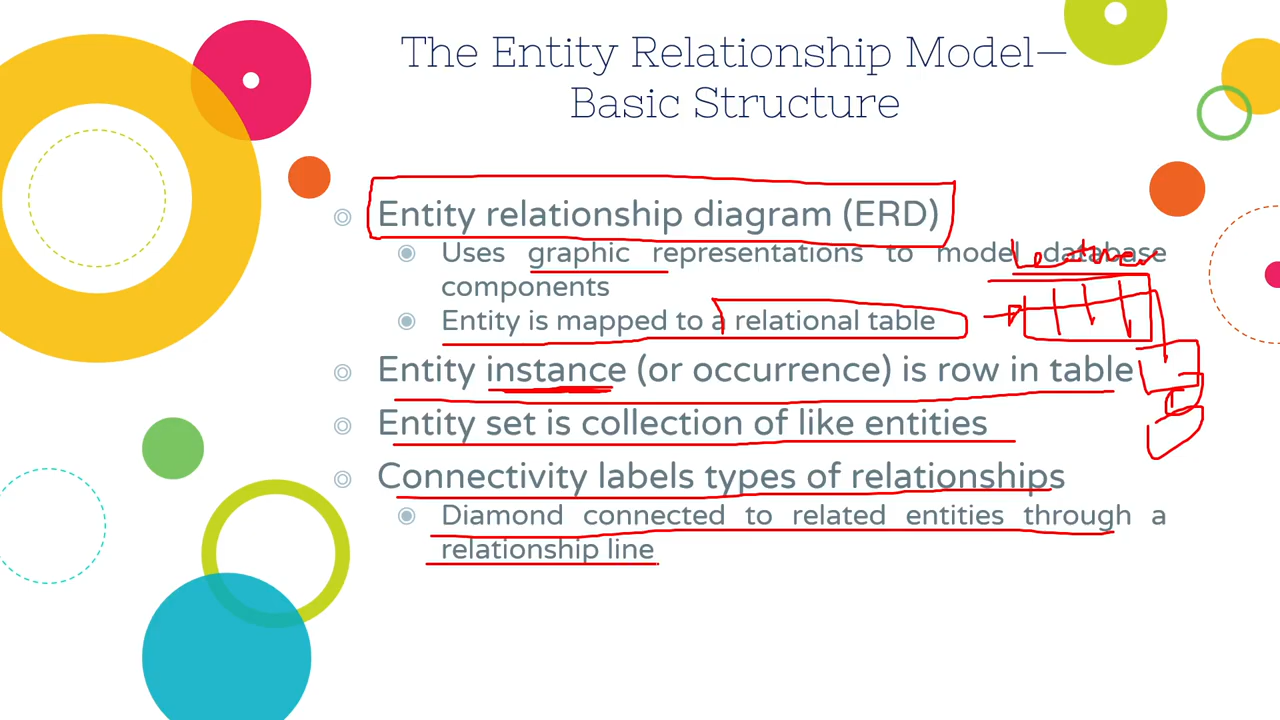 The Entity Relationship Model—
Basic Structure
Entity relationship diagram (ERD)
Uses graphic representations to model database
components
Entity is mapped to a relational table
Entity instance (or occurrence) is row in table
Entity set is collection of like entities
Connectivity labels types of relationships
Diamond connected to related entities through a
relationship line